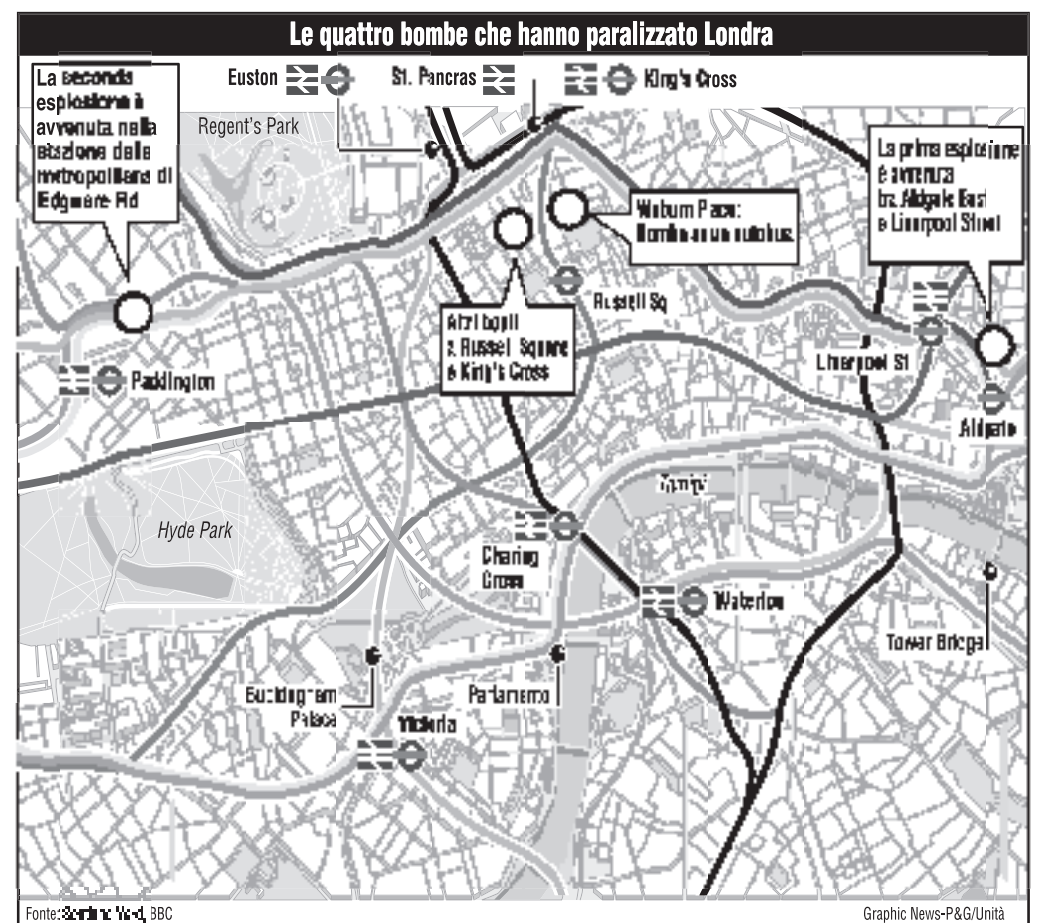 Le quattro bombe che hanno paralizzato Londra
Euston
St. Pancras
King's Cross
La seconda
esplosione è
avvenuta nella
stazione della
metropolitana di
Edgware Rd
Regent's Park
La prima esplosione
è avvenuta
tra Aldgate East
e Liverpool Street
Woburn Place:
Bomba su un autobus
Russell Sq
Altri
a Russell Square
e King's Cross
Liverpool St
Paddington
Aldgate
Tamigi
Hyde Park
Charing
Cross
Waterloo
Tower Bridge
Buckingham
Palace
Parlamento
Victoria
Fonte: Scotland Yard, BBC
Graphic News-P&G/Unità